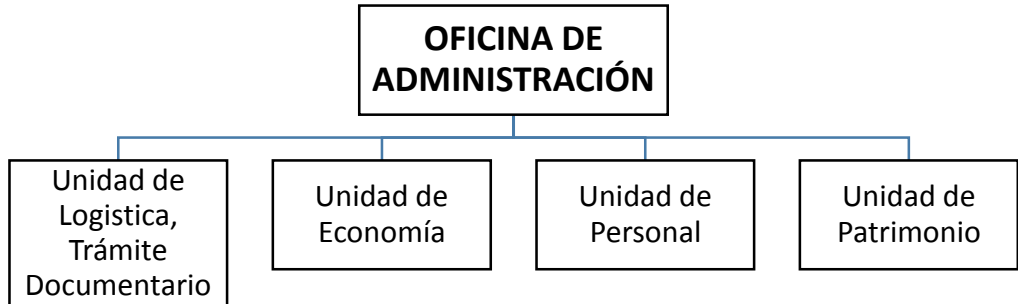 OFICINA DE
ADMINISTRACIÓN
Unidad de
Logistica,
Trámite
Documentario
Unidad de
Economía
Unidad de
Personal
Unidad de
Patrimonio